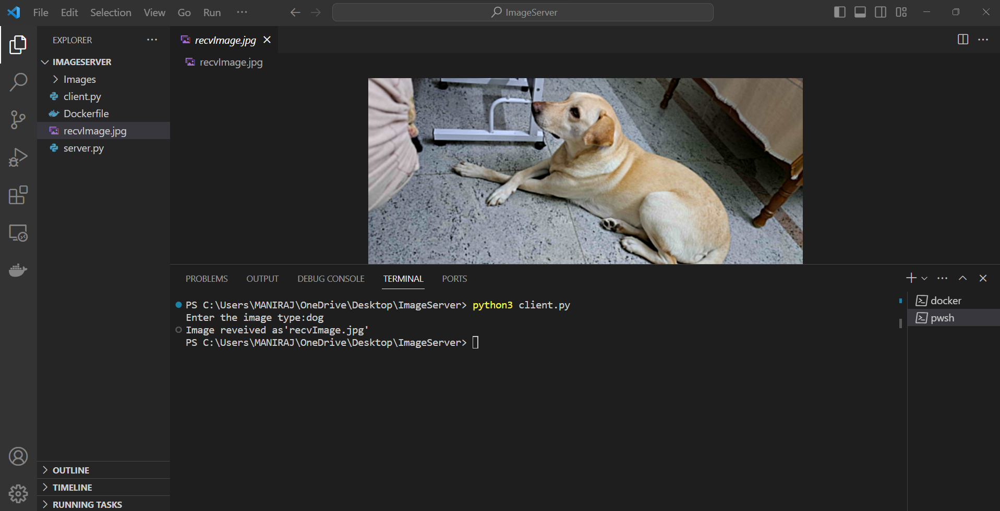 File Edit Selection View Go Run ···
ImageServer
EXPLORER ···
IMAGESERVER
Images
client.py
Dockerfile
recvImage.jpg
server.py
OUTLINE
TIMELINE
RUNNING TASKS
recvImage.jpg
recvImage.jpg
PROBLEMS OUTPUT DEBUG CONSOLE TERMINAL PORTS
PS C:\Users\MANIRAJ\OneDrive\Desktop\ImageServer> python3 client.py
Enter the image type:dog
Image reveived as'recvImage.jpg'
PS C:\Users\MANIRAJ\OneDrive\Desktop\ImageServer>
docker
pwsh